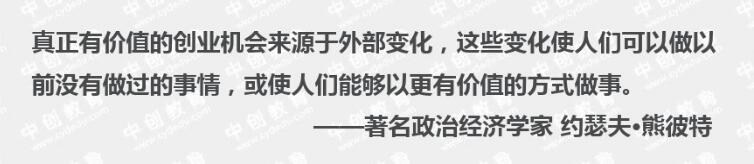 真正有价值的创业机会来源于外部变化，这些变化使人们可以做以
前没有做过的事情，或使人们能够以更有价值的方式做事。
——著名政治经济学家 约瑟夫•熊彼特